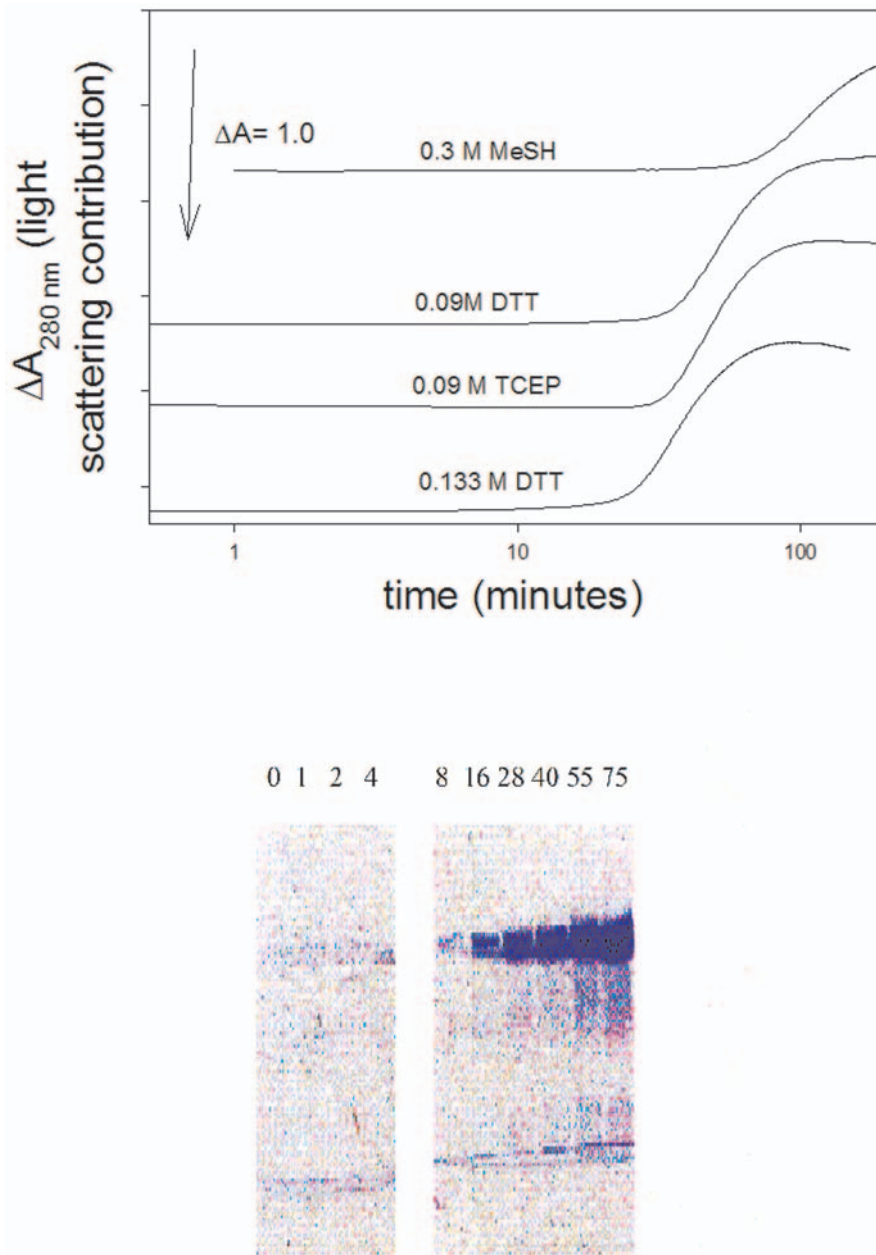 ΔA280 nm (light
scattering contribution)
ΔA= 1.0
0.3 M MeSH
0.09M DTT
0.09 M TCEP
0.133 M DTT
1 10 100
time (minutes)
0 1 2 4 8 16 28 40 55 75